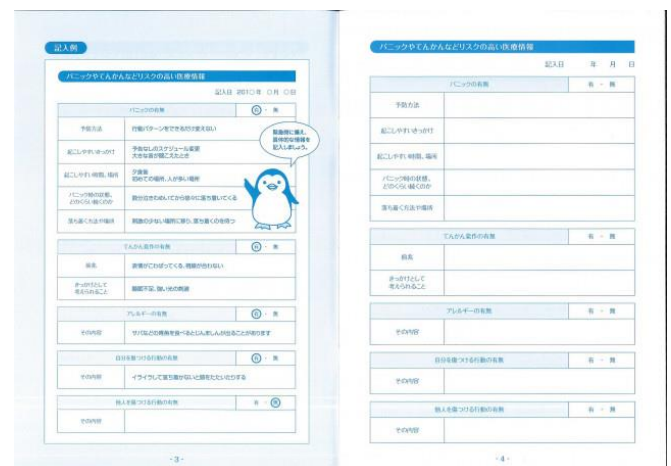 記入例
パニックやてんかんなどリスクの高い医療情報
記入日 201○年 ○月 ○日
パニックの有無 有 ・ 無
予防方法 行動パターンをできるだけ変えない
起こしやすいきっかけ 予告なしのスケジュール変更
大きな音が聞こえたとき
起こしやすい時間、場所 夕食後
初めての場所、人が多い場所
パニック時の状態、
どのくらい続くのか 数分泣きわめいてから徐々に落ち着いてくる
落ち着く方法や場所 刺激の少ない場所に移り、落ち着くのを待つ
緊急時に備え、
具体的な情報を
記入しましょう。
てんかん発作の有無 有 ・ 無
前兆 表情がこわばってくる、視線が合わない
きっかけとして
考えられること 睡眠不足、強い光の刺激
アレルギーの有無 有 ・ 無
その内容 サバなどの青魚を食べるとじんましんが出ることがあります
自分を傷つける行動の有無 有 ・ 無
その内容 イライラして落ち着かないと頭をたたいたりする
他人を傷つける行動の有無 有 ・ 無
その内容
- 3 -
パニックやてんかんなどリスクの高い医療情報
記入日 年 月 日
パニックの有無 有 ・ 無
予防方法
起こしやすいきっかけ
起こしやすい時間、場所
パニック時の状態、
どのくらい続くのか
落ち着く方法や場所
てんかん発作の有無 有 ・ 無
前兆
きっかけとして
考えられること
アレルギーの有無 有 ・ 無
その内容
自分を傷つける行動の有無 有 ・ 無
その内容
他人を傷つける行動の有無 有 ・ 無
その内容
- 4 -